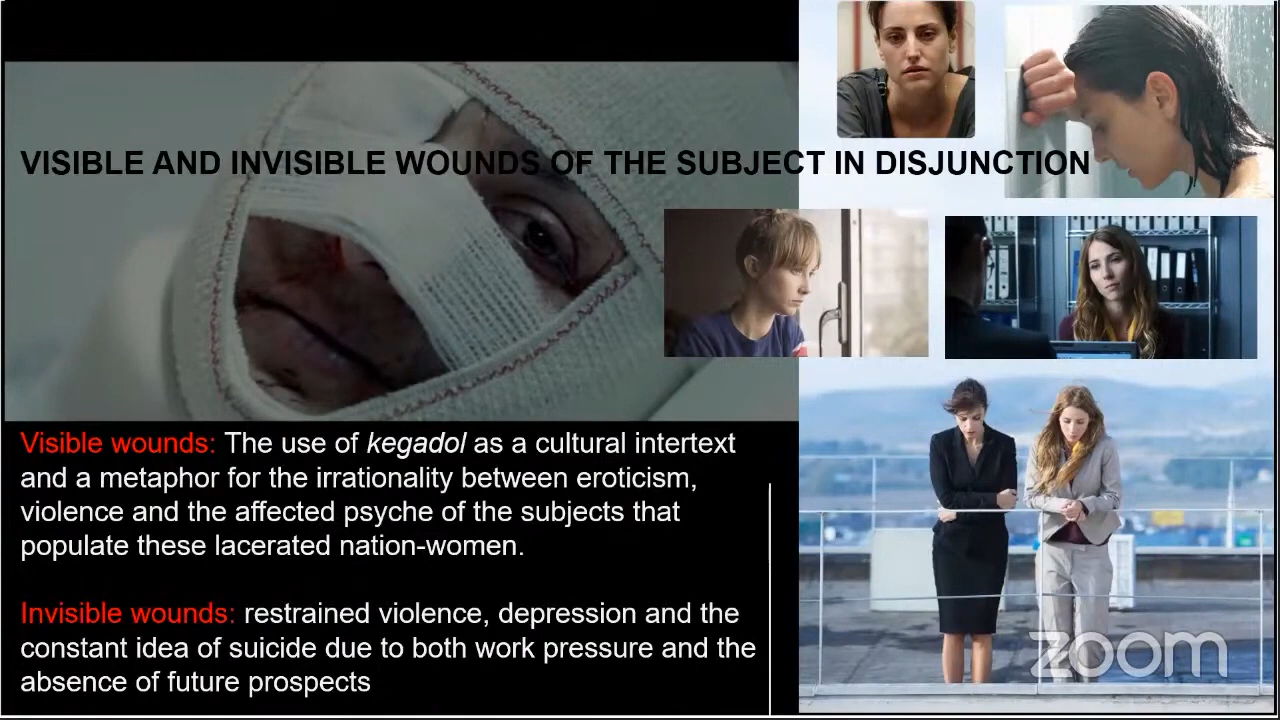 VISIBLE AND INVISIBLE WOUNDS OF THE SUBJECT IN DISJUNCTION
Visible wounds: The use of kegadol as a cultural intertext
and a metaphor for the irrationality between eroticism,
violence and the affected psyche of the subjects that
populate these lacerated nation-women.
Invisible wounds: restrained violence, depression and the
constant idea of suicide due to both work pressure and the
absence of future prospects
zoom